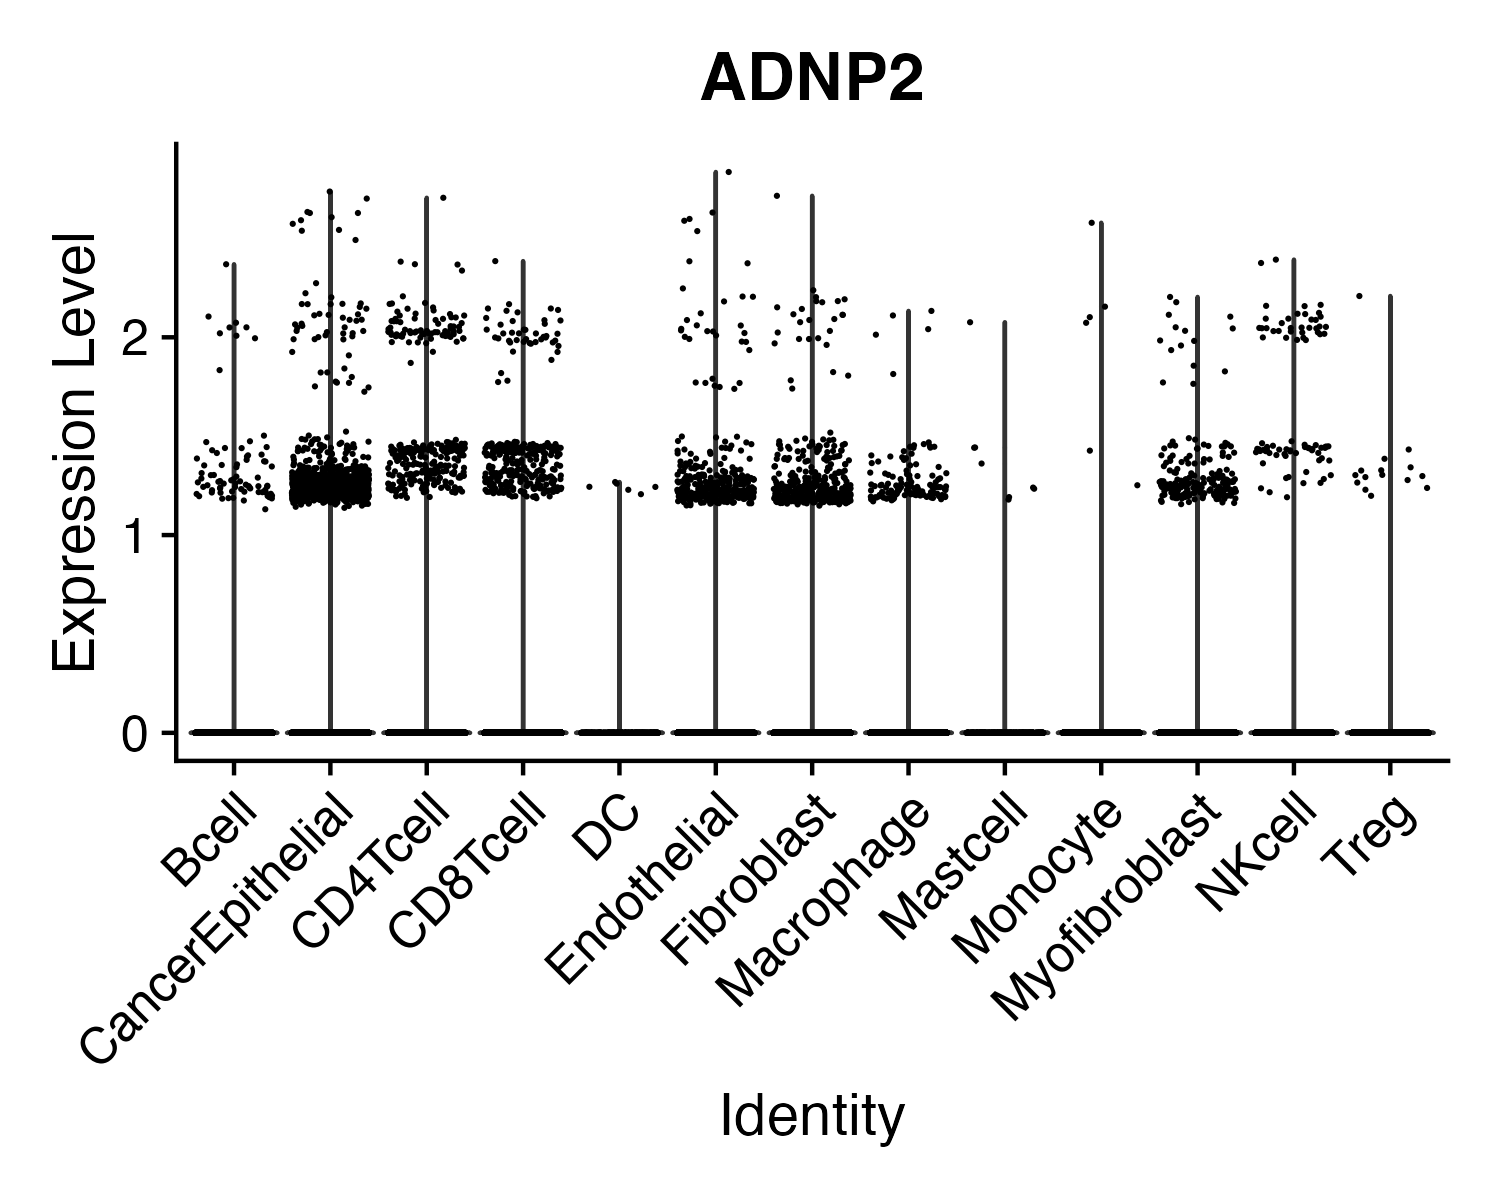 ADNP2
Expression Level
2
1
0
Bcell
CancerEpithelial
CD4Tcell
CD8Tcell
DC
Endothelial
Fibroblast
Macrophage
Mastcell
Monocyte
Myofibroblast
NKcell
Treg
Identity